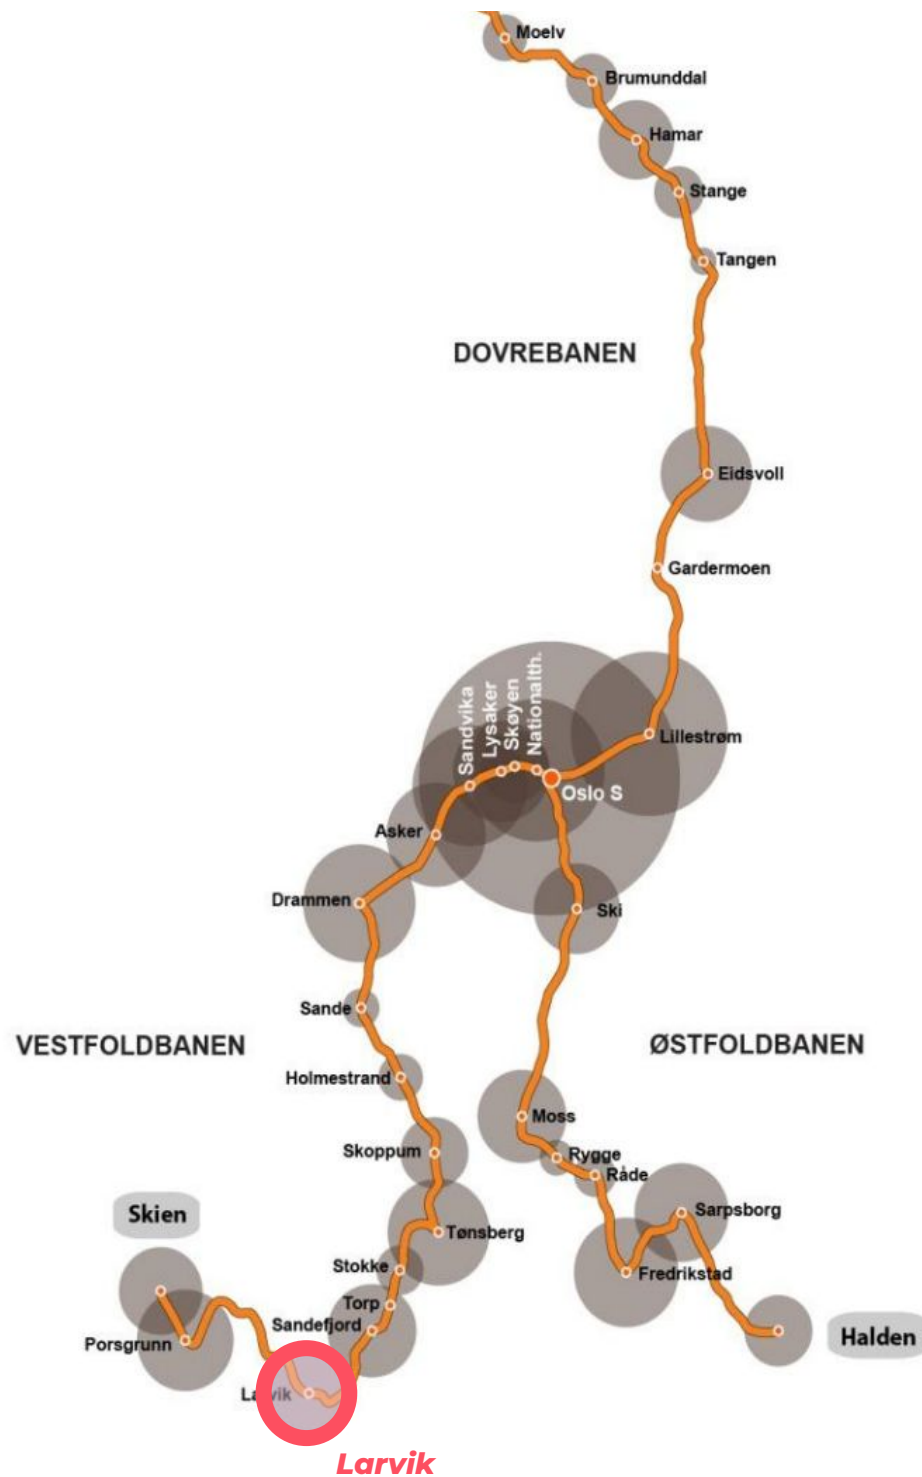 Moelv
Brumunddal
Hamar
Stange
Tangen
DOVREBANEN
Eidsvoll
Gardermoen
Sandvika
Lysaker
Skøyen
Nationalth.
Lillestrøm
Oslo S
Asker
Drammen
Ski
Sande
VESTFOLDBANEN
ØSTFOLDBANEN
Holmestrand
Moss
Skoppum
Rygge
Råde
Skien
Sarpsborg
Tønsberg
Stokke
Fredrikstad
Torp
Sandefjord
Porsgrunn
Halden
Larvik
Larvik